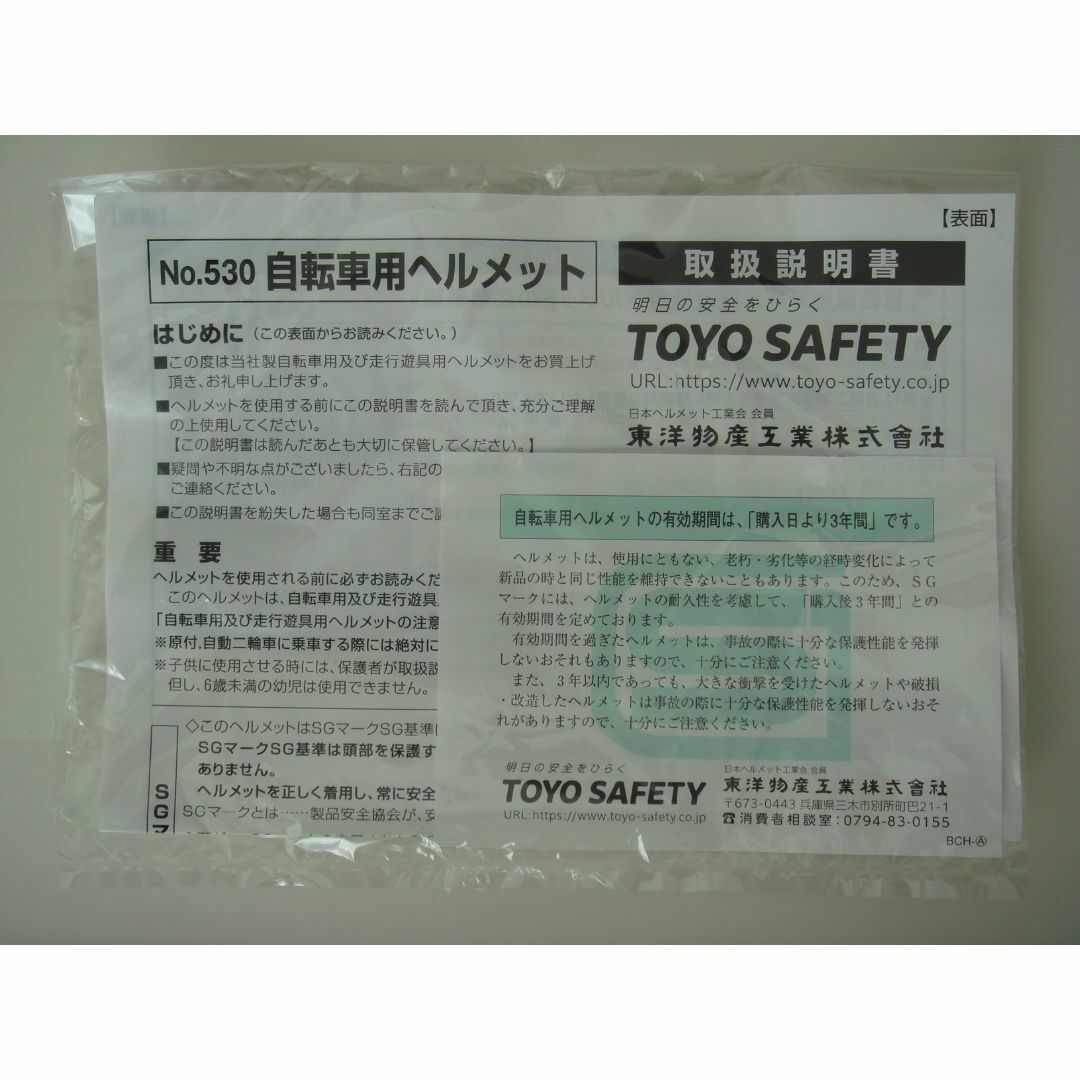 【表面】
No.530 自転車用ヘルメット
はじめに（この表面からお読みください。）
■この度は当社製自転車用及び走行遊具用ヘルメットをお買上げ
頂き、お礼申し上げます。
■ヘルメットを使用する前にこの説明書を読んで頂き、充分ご理解
の上使用してください。
【この説明書は読んだあとも大切に保管してください。】
■疑問や不明な点がございましたら、右記の
ご連絡ください。
■この説明書を紛失した場合も同室までご
重 要
ヘルメットを使用される前に必ずお読みくだ
このヘルメットは、自転車用及び走行遊具
「自転車用及び走行遊具用ヘルメットの注意
※原付,自動二輪車に乗車する際には絶対に
※子供に使用させる時には、保護者が取扱説
但し、6歳未満の幼児は使用できません。
◇このヘルメットはSGマークSG基準
SGマークSG基準は頭部を保護す
ありません。
ヘルメットを正しく着用し、常に安全
SGマークとは……製品安全協会が、安
SG
取扱説明書
明日の安全をひらく
TOYO SAFETY
URL:https://www.toyo-safety.co.jp
日本ヘルメット工業会 会員
東洋物産工業株式會社
自転車用ヘルメットの有効期間は、「購入日より3年間」です。
ヘルメットは、使用にともない、老朽・劣化等の経時変化によって
新品の時と同じ性能を維持できないこともあります。このため、ＳＧ
マークには、ヘルメットの耐久性を考慮して、「購入後３年間」との
有効期間を定めております。
有効期間を過ぎたヘルメットは、事故の際に十分な保護性能を発揮
しないおそれもありますので、十分にご注意ください。
また、３年以内であっても、大きな衝撃を受けたヘルメットや破損
・改造したヘルメットは事故の際に十分な保護性能を発揮しないおそ
れがありますので、十分にご注意ください。
明日の安全をひらく
TOYO SAFETY
URL:https://www.toyo-safety.co.jp
日本ヘルメット工業会 会員
東洋物産工業株式會社
〒673-0443 兵庫県三木市別所町巴21-1
☎消費者相談室：0794-83-0155
BCH-Ⓐ